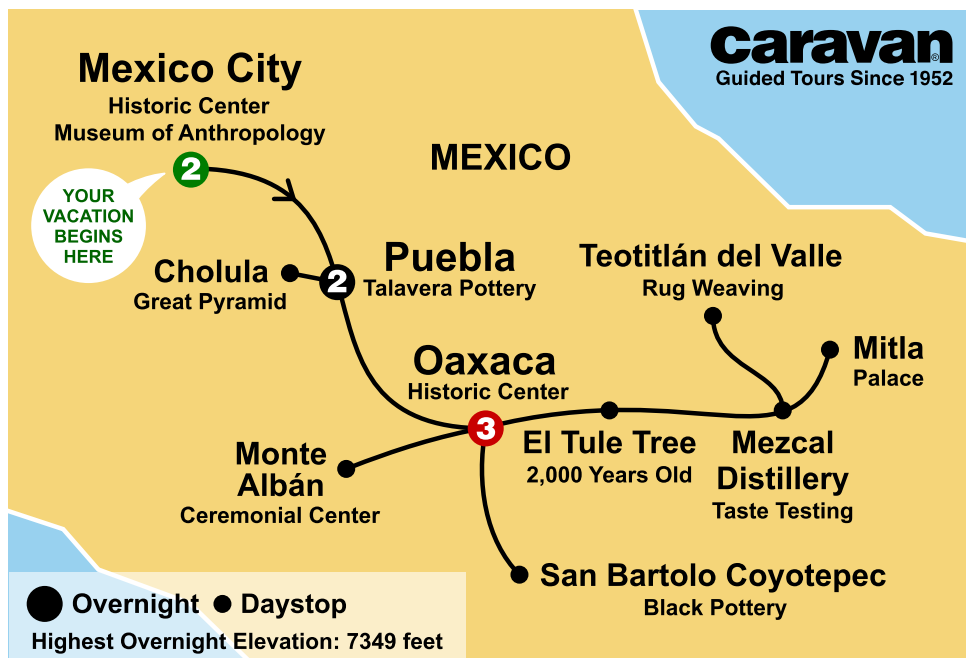 caravan®
Guided Tours Since 1952
Mexico City
Historic Center
Museum of Anthropology
MEXICO
2
YOUR
VACATION
BEGINS
HERE
Cholula
Great Pyramid
2
Puebla
Talavera Pottery
Teotitlán del Valle
Rug Weaving
Mitla
Palace
Oaxaca
Historic Center
3
El Tule Tree
2,000 Years Old
Mezcal
Distillery
Taste Testing
Monte
Albán
Ceremonial Center
San Bartolo Coyotepec
Black Pottery
Overnight Daystop
Highest Overnight Elevation: 7349 feet